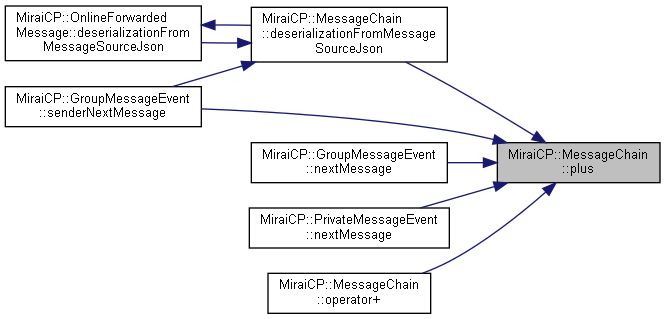 MiraiCP::OnlineForwarded
Message::deserializationFrom
MessageSourceJson
MiraiCP::MessageChain
::deserializationFromMessage
SourceJson
MiraiCP::GroupMessageEvent
::senderNextMessage
MiraiCP::GroupMessageEvent
::nextMessage
MiraiCP::MessageChain
::plus
MiraiCP::PrivateMessageEvent
::nextMessage
MiraiCP::MessageChain
::operator+